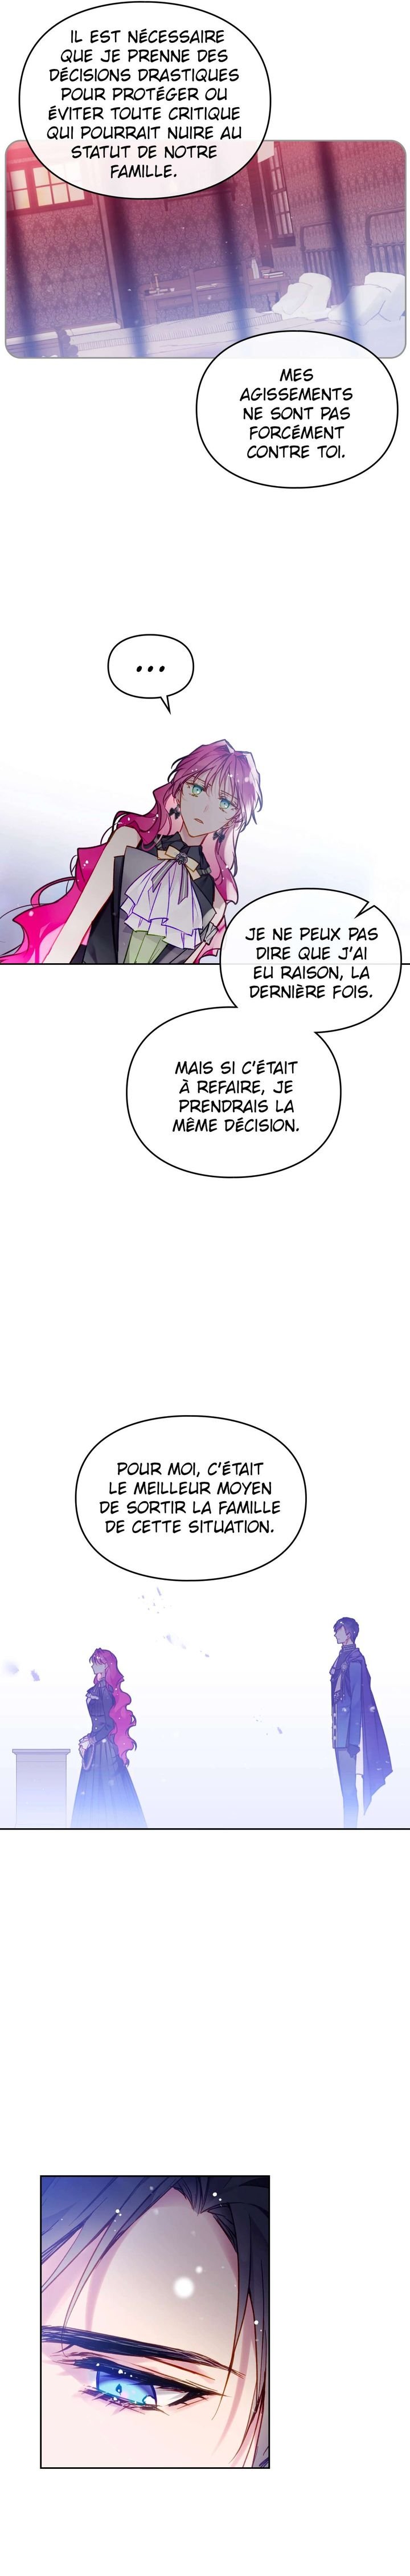 IL EST NÉCESSAIRE
QUE JE PRENNE DES
DÉCISIONS DRASTIQUES
POUR PROTÉGER OU
ÉVITER TOUTE CRITIQUE
QUI POURRAIT NUIRE AU
STATUT DE NOTRE
FAMILLE.
MES
AGISSEMENTS
NE SONT PAS
FORCÉMENT
CONTRE TOI.
...
JE NE PEUX PAS
DIRE QUE J'AI
EU RAISON, LA
DERNIÈRE FOIS.
MAIS SI C'ÉTAIT
À REFAIRE, JE
PRENDRAIS LA
MÊME DÉCISION.
POUR MOI, C'ÉTAIT
LE MEILLEUR MOYEN
DE SORTIR LA FAMILLE
DE CETTE SITUATION.